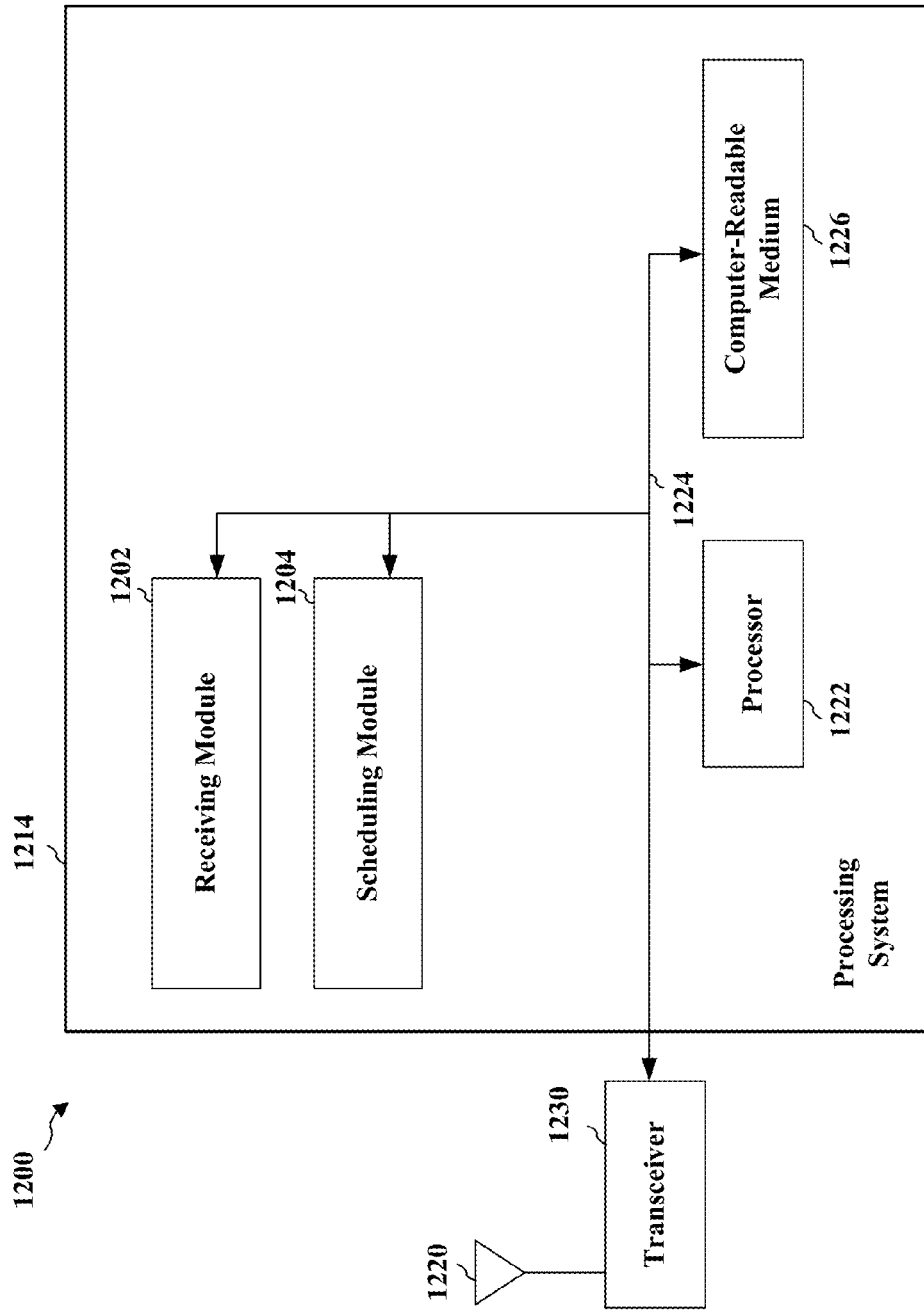 1200
1214
1202
Receiving Module
1204
Scheduling Module
1220
1230
Transceiver
1224
Processor
1222
Computer-Readable
Medium
1226
Processing
System